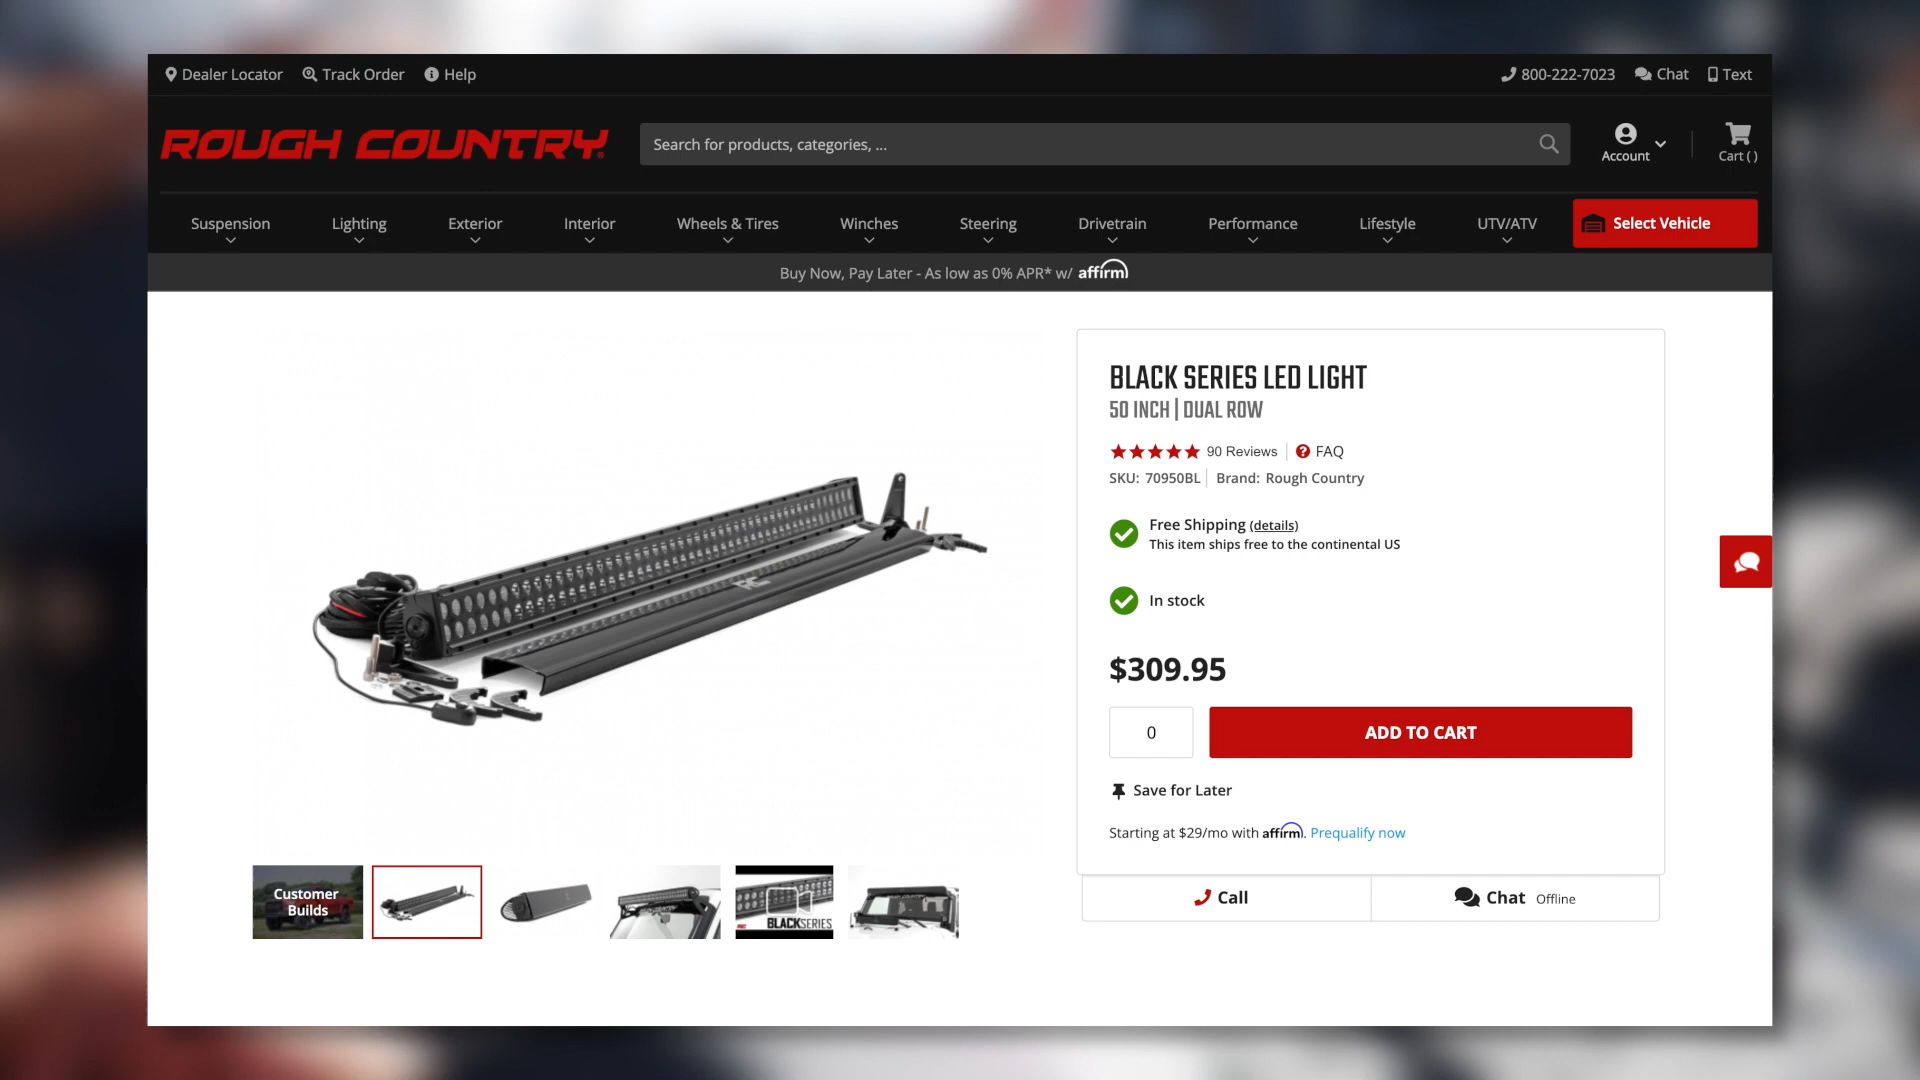 Dealer Locator Track Order Help 800-222-7023 Chat Text
ROUGH COUNTRY
Search for products, categories, ...
Account
Cart ( )
Suspension Lighting Exterior Interior Wheels & Tires Winches Steering Drivetrain Performance Lifestyle UTV/ATV Select Vehicle
Buy Now, Pay Later - As low as 0% APR* w/ affirm
BLACK SERIES LED LIGHT
50 INCH | DUAL ROW
90 Reviews FAQ
SKU: 70950BL Brand: Rough Country
Free Shipping (details)
This item ships free to the continental US
In stock
$309.95
0 ADD TO CART
Save for Later
Starting at $29/mo with affirm. Prequalify now
Call Chat Offline
RC
Customer
Builds
BLACKSERIES